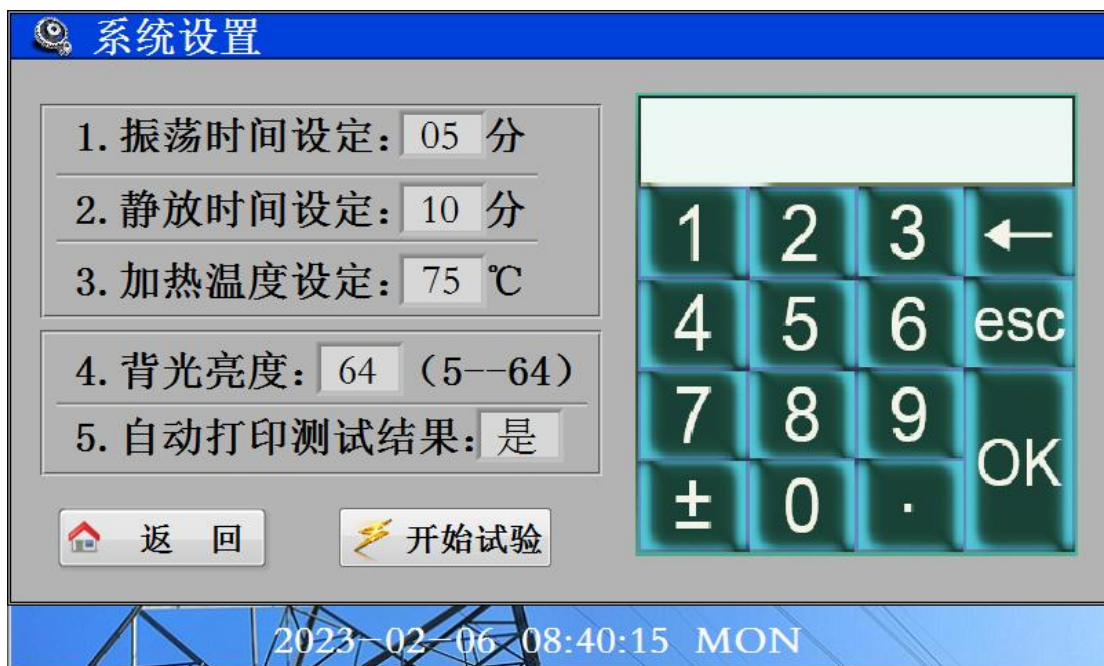 系统设置
1.振荡时间设定：05 分
2.静放时间设定：10 分
3.加热温度设定：75 ℃
4.背光亮度：64 （5--64）
5.自动打印测试结果：是
返 回
开始试验
1 2 3 ←
4 5 6 esc
7 8 9
OK
± 0 .
2023-02-06 08:40:15 MON